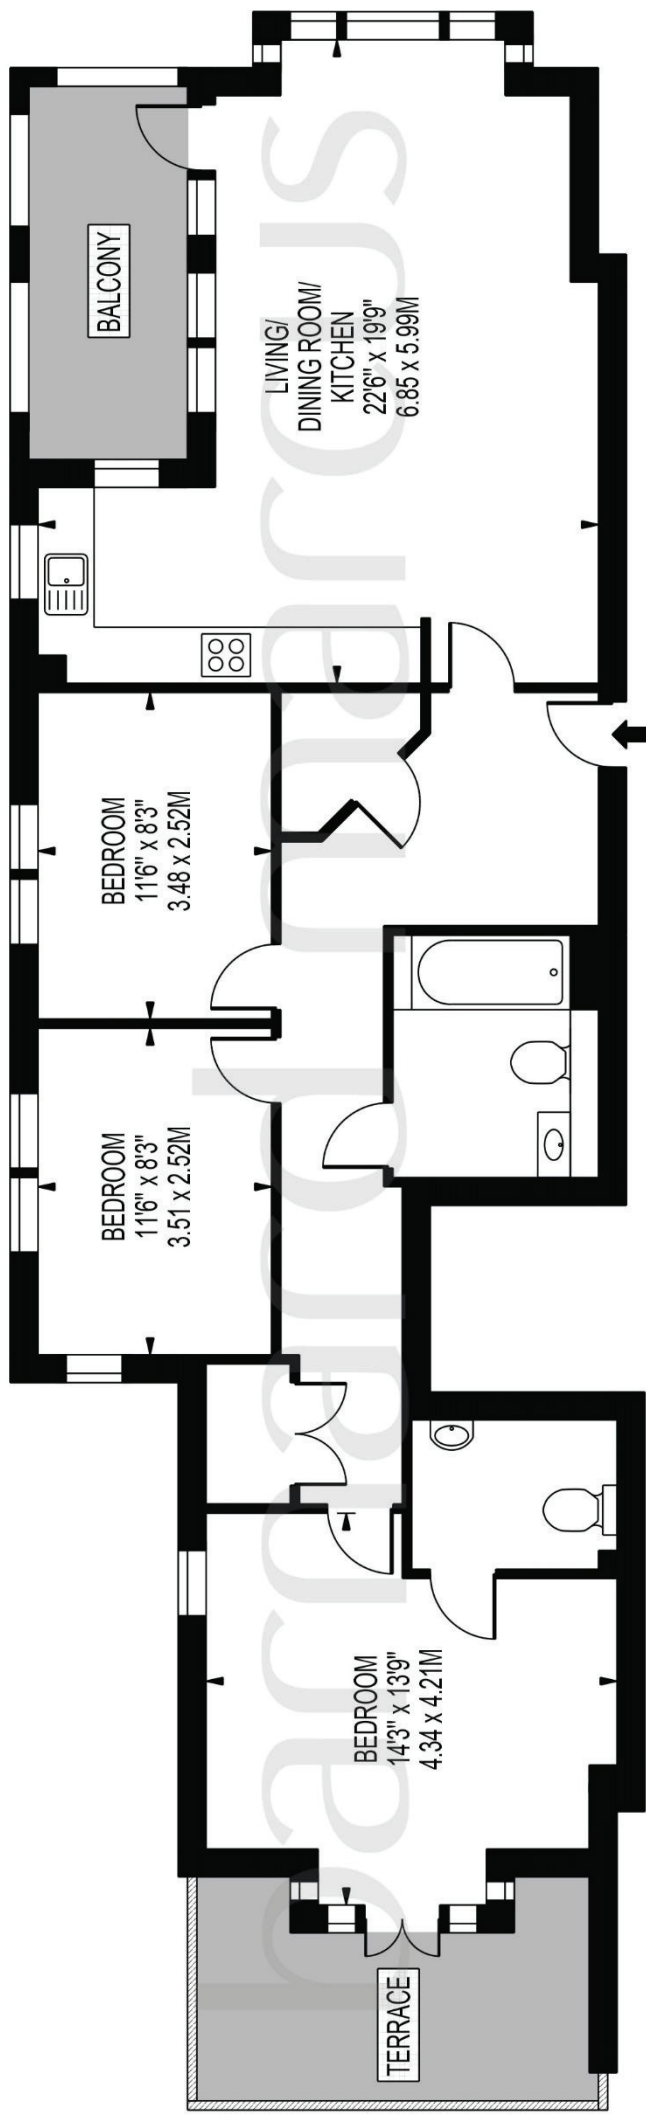 BALCONY
LIVING/
DINING ROOM/
KITCHEN
22'6" x 19'9"
6.85 x 5.99M
BEDROOM
11'6" x 8'3"
3.48 x 2.52M
BEDROOM
11'6" x 8'3"
3.51 x 2.52M
BEDROOM
14'3" x 13'9"
4.34 x 4.21M
TERRACE
barnard marcus